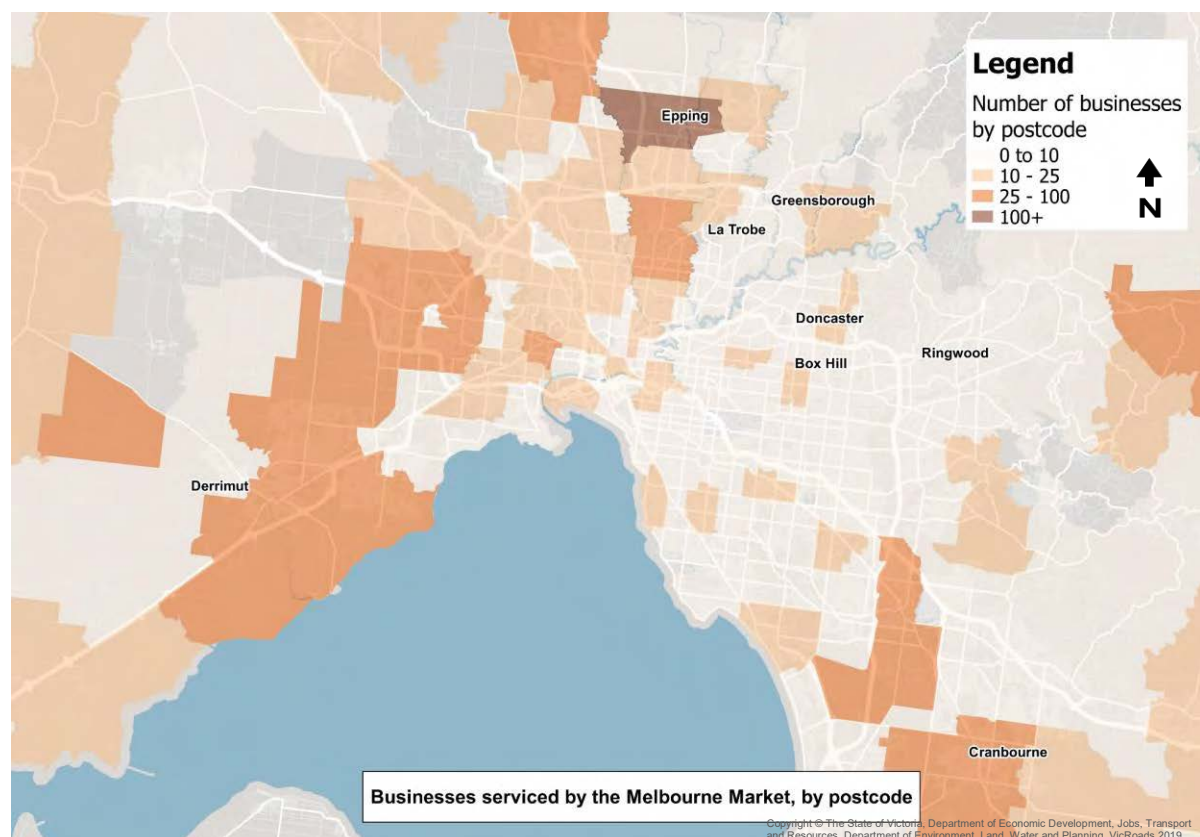 Legend
Number of businesses
by postcode
0 to 10
10 - 25
25 - 100
100+
N
Epping
Greensborough
La Trobe
Doncaster
Box Hill
Ringwood
Derrimut
Cranbourne
Businesses serviced by the Melbourne Market, by postcode
Copyright © The State of Victoria, Department of Economic Development, Jobs, Transport
and Resources, Department of Environment, Land, Water and Planning, VicRoads 2019